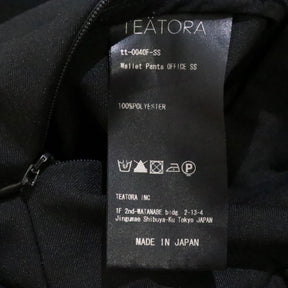 TEÄTORA
tt-004OF-SS
Wallet Pants OFFICE SS
100%POLYESTER
TEATORA INC
1F 2nd-WATANABE bldg 2-13-4
Jingumae Shibuya-Ku Tokyo JAPAN
MADE IN JAPAN